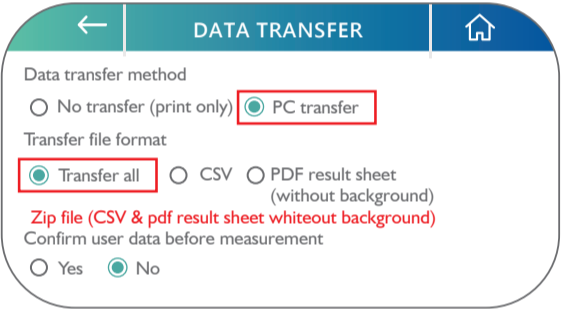 DATA TRANSFER
Data transfer method
No transfer (print only) PC transfer
Transfer file format
Transfer all CSV PDF result sheet
(without background)
Zip file (CSV & pdf result sheet whiteout background)
Confirm user data before measurement
Yes No